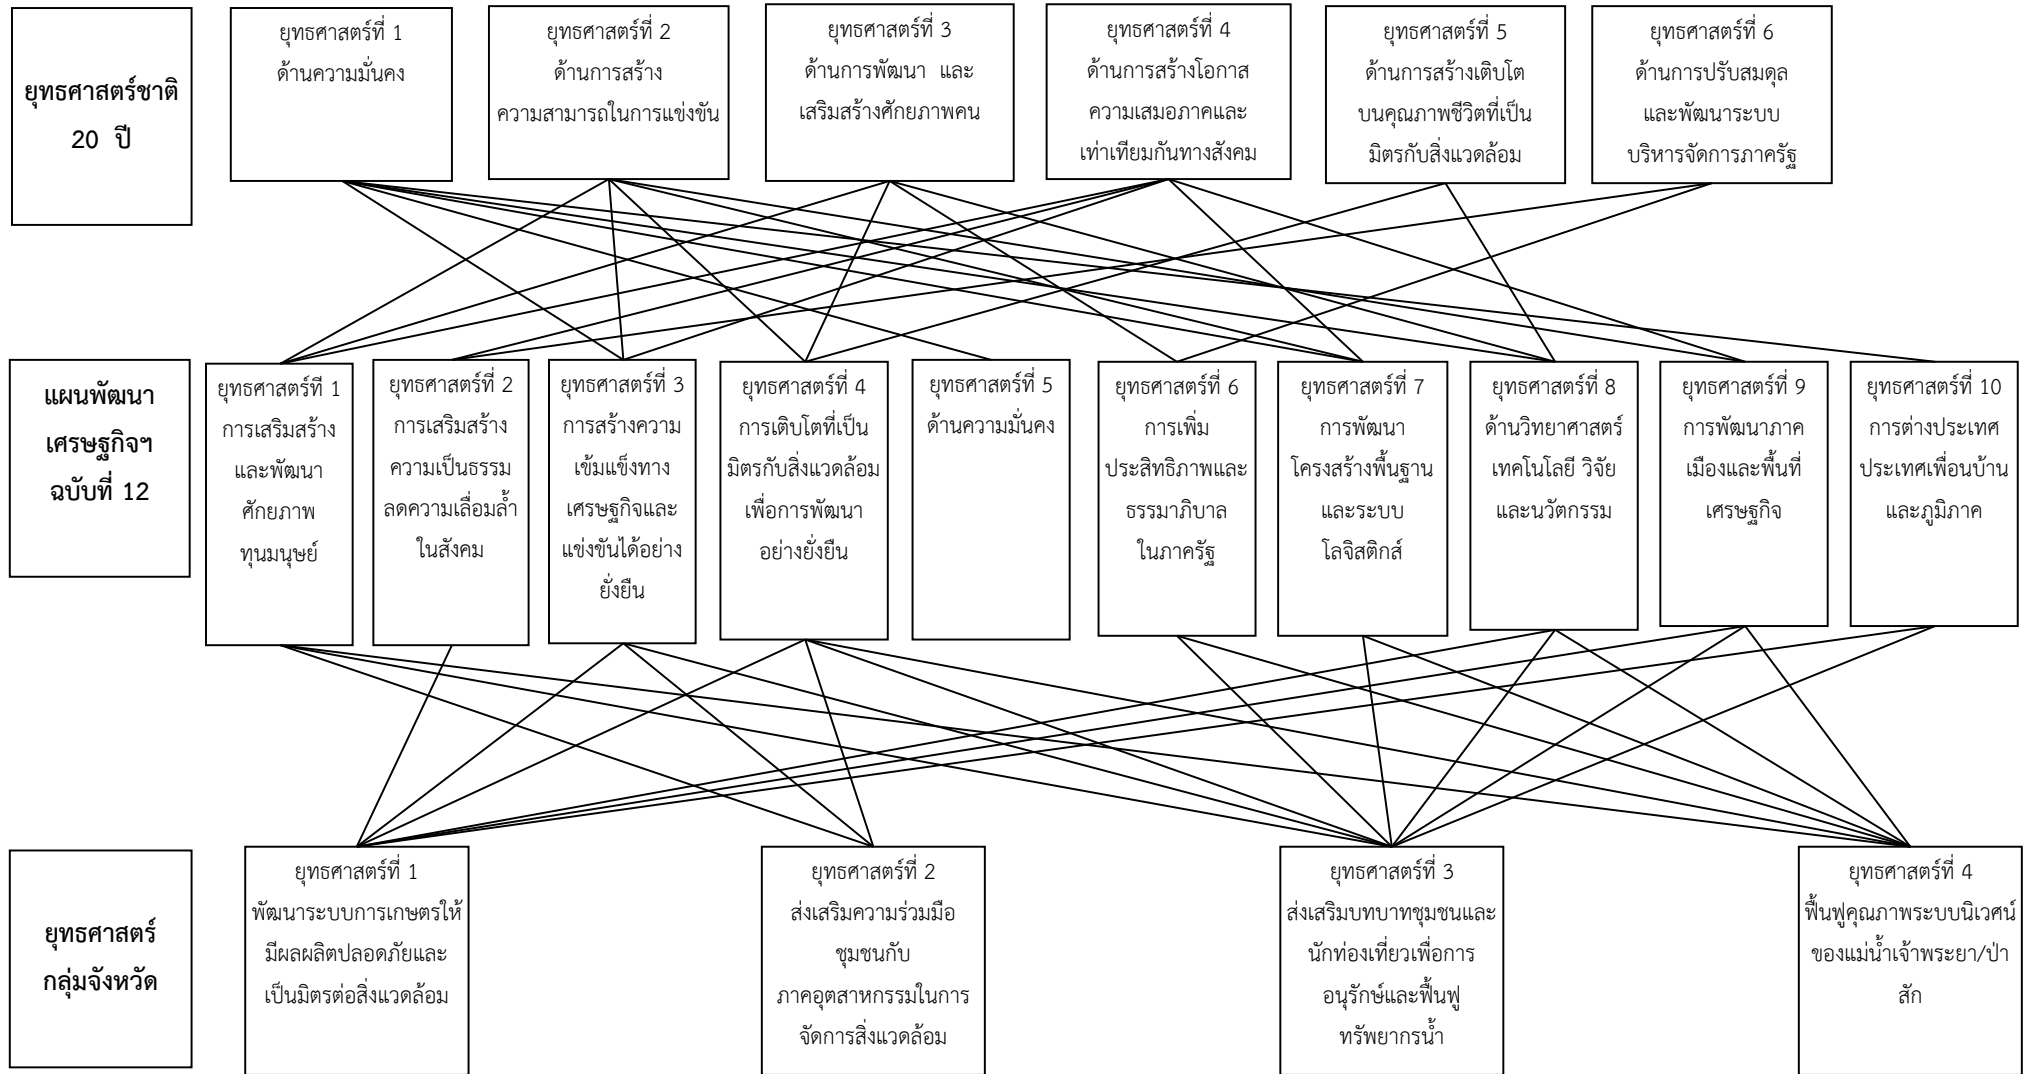 ยุทธศาสตร์ชาติ
20 ปี
ยุทธศาสตร์ที่ 1
ด้านความมั่นคง
ยุทธศาสตร์ที่ 2
ด้านการสร้าง
ความสามารถในการแข่งขัน
ยุทธศาสตร์ที่ 3
ด้านการพัฒนา และ
เสริมสร้างศักยภาพคน
ยุทธศาสตร์ที่ 4
ด้านการสร้างโอกาส
ความเสมอภาคและ
เท่าเทียมกันทางสังคม
ยุทธศาสตร์ที่ 5
ด้านการสร้างเติบโต
บนคุณภาพชีวิตที่เป็น
มิตรกับสิ่งแวดล้อม
ยุทธศาสตร์ที่ 6
ด้านการปรับสมดุล
และพัฒนาระบบ
บริหารจัดการภาครัฐ
แผนพัฒนา
เศรษฐกิจฯ
ฉบับที่ 12
ยุทธศาสตร์ที่ 1
การเสริมสร้าง
และพัฒนา
ศักยภาพ
ทุนมนุษย์
ยุทธศาสตร์ที่ 2
การเสริมสร้าง
ความเป็นธรรม
ลดความเลื่อมล้ำ
ในสังคม
ยุทธศาสตร์ที่ 3
การสร้างความ
เข้มแข็งทาง
เศรษฐกิจและ
แข่งขันได้อย่าง
ยั่งยืน
ยุทธศาสตร์ที่ 4
การเติบโตที่เป็น
มิตรกับสิ่งแวดล้อม
เพื่อการพัฒนา
อย่างยั่งยืน
ยุทธศาสตร์ที่ 5
ด้านความมั่นคง
ยุทธศาสตร์ที่ 6
การเพิ่ม
ประสิทธิภาพและ
ธรรมาภิบาล
ในภาครัฐ
ยุทธศาสตร์ที่ 7
การพัฒนา
โครงสร้างพื้นฐาน
และระบบ
โลจิสติกส์
ยุทธศาสตร์ที่ 8
ด้านวิทยาศาสตร์
เทคโนโลยี วิจัย
และนวัตกรรม
ยุทธศาสตร์ที่ 9
การพัฒนาภาค
เมืองและพื้นที่
เศรษฐกิจ
ยุทธศาสตร์ที่ 10
การต่างประเทศ
ประเทศเพื่อนบ้าน
และภูมิภาค
ยุทธศาสตร์
กลุ่มจังหวัด
ยุทธศาสตร์ที่ 1
พัฒนาระบบการเกษตรให้
มีผลผลิตปลอดภัยและ
เป็นมิตรต่อสิ่งแวดล้อม
ยุทธศาสตร์ที่ 2
ส่งเสริมความร่วมมือ
ชุมชนกับ
ภาคอุตสาหกรรมในการ
จัดการสิ่งแวดล้อม
ยุทธศาสตร์ที่ 3
ส่งเสริมบทบาทชุมชนและ
นักท่องเที่ยวเพื่อการ
อนุรักษ์และฟื้นฟู
ทรัพยากรน้ำ
ยุทธศาสตร์ที่ 4
ฟื้นฟูคุณภาพระบบนิเวศน์
ของแม่น้ำเจ้าพระยา/ป่า
สัก